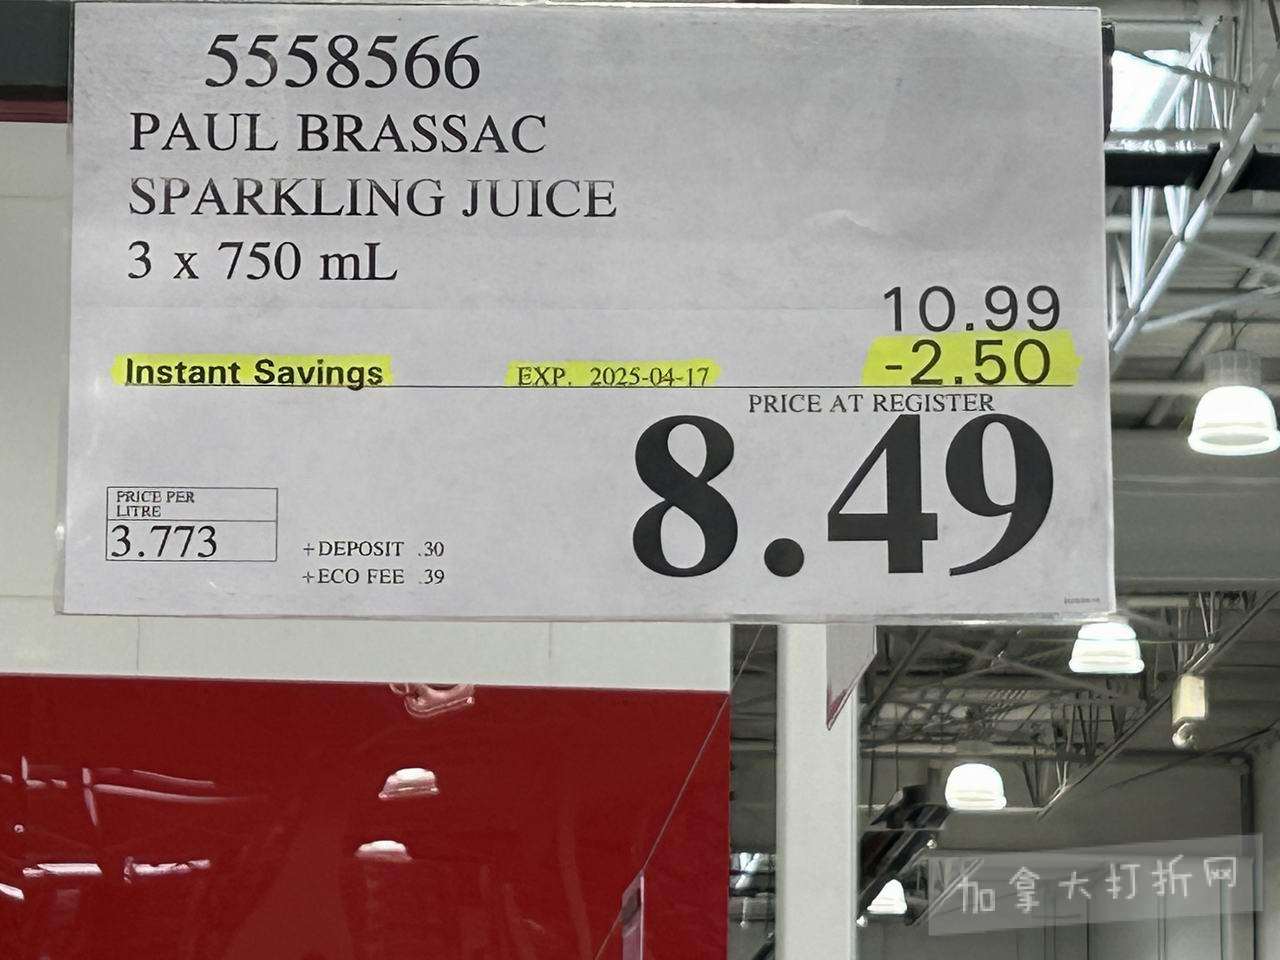 5558566
PAUL BRASSAC
SPARKLING JUICE
3 x 750 mL
10.99
Instant Savings EXP. 2025-04-17 -2.50
PRICE AT REGISTER
8.49
PRICE PER
LITRE
3.773
+DEPOSIT .30
+ECO FEE .39
加拿大打折网